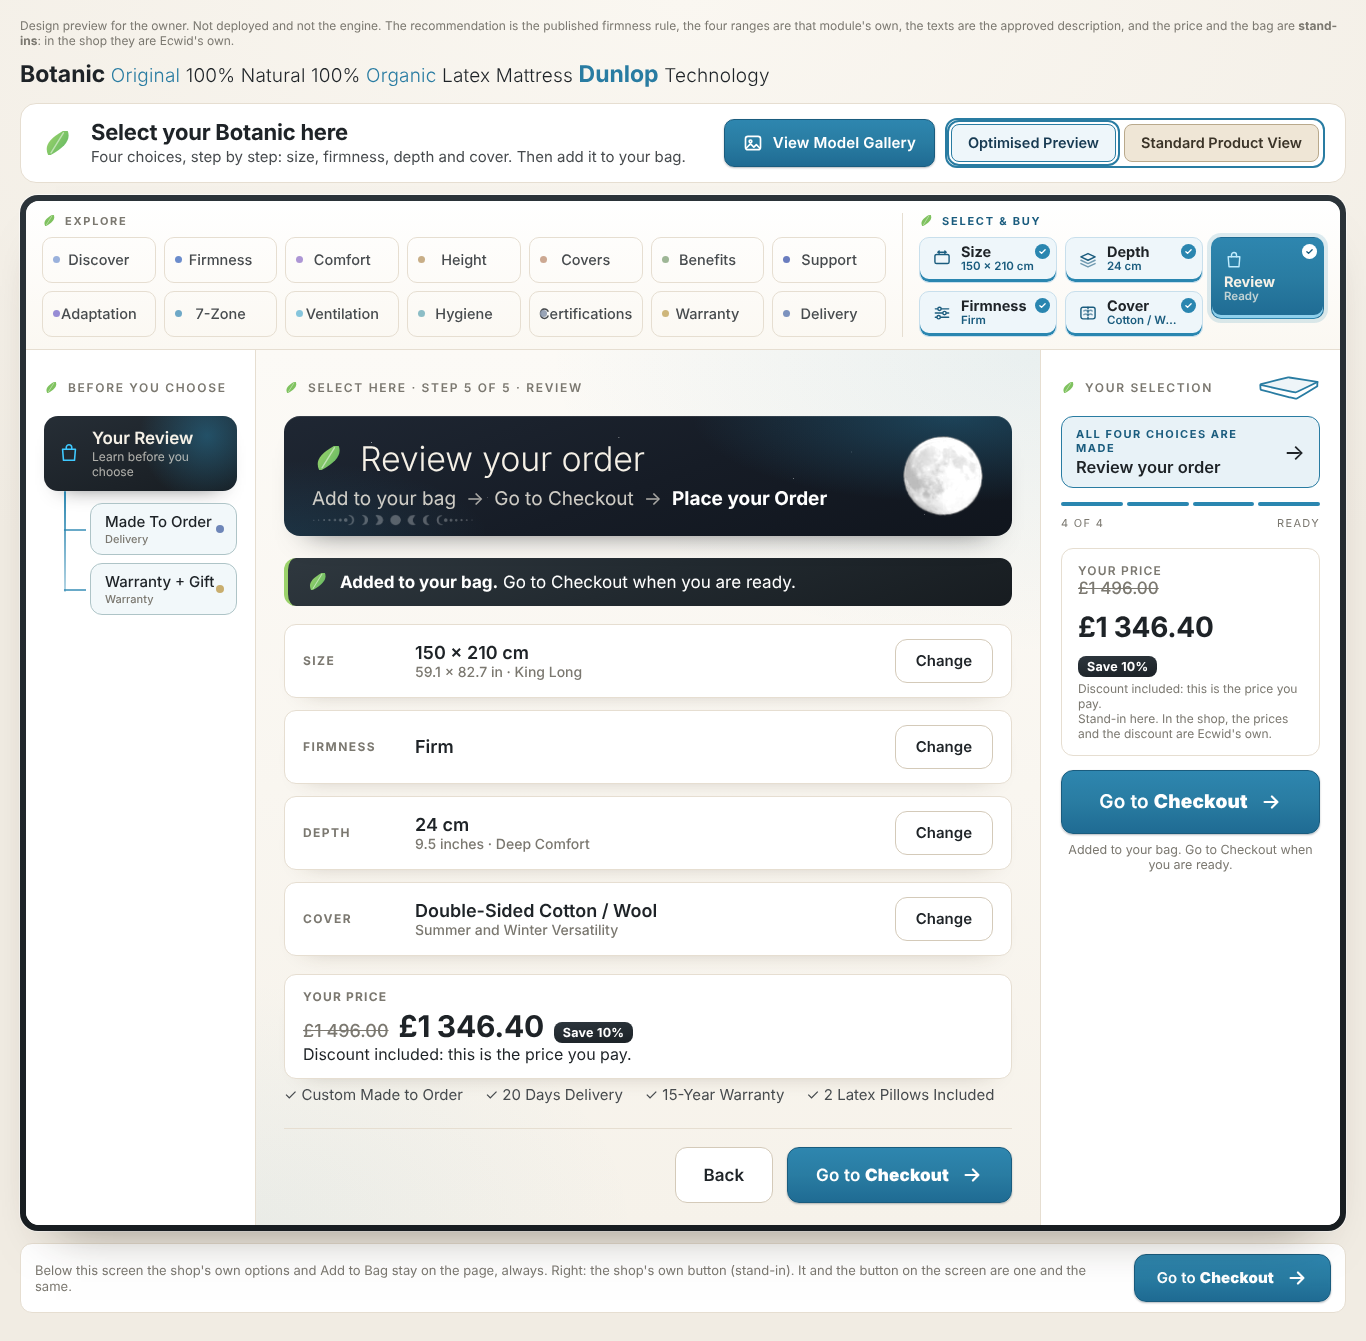 Design preview for the owner. Not deployed and not the engine. The recommendation is the published firmness rule, the four ranges are that module's own, the texts are the approved description, and the price and the bag are stand-
ins: in the shop they are Ecwid's own.
Botanic Original 100% Natural 100% Organic Latex Mattress Dunlop Technology
Select your Botanic here
Four choices, step by step: size, firmness, depth and cover. Then add it to your bag.
View Model Gallery
Optimised Preview
Standard Product View
EXPLORE
Discover
Firmness
Comfort
Height
Covers
Benefits
Support
Adaptation
7-Zone
Ventilation
Hygiene
Certifications
Warranty
Delivery
SELECT & BUY
Size
150 × 210 cm
Depth
24 cm
Firmness
Firm
Cover
Cotton / W...
Review
Ready
BEFORE YOU CHOOSE
Your Review
Learn before you
choose
Made To Order
Delivery
Warranty + Gift
Warranty
SELECT HERE · STEP 5 OF 5 · REVIEW
Review your order
Add to your bag → Go to Checkout → Place your Order
Added to your bag. Go to Checkout when you are ready.
SIZE
150 × 210 cm
59.1 × 82.7 in · King Long
Change
FIRMNESS
Firm
Change
DEPTH
24 cm
9.5 inches · Deep Comfort
Change
COVER
Double-Sided Cotton / Wool
Summer and Winter Versatility
Change
YOUR PRICE
£1 496.00 £1 346.40 Save 10%
Discount included: this is the price you pay.
✓ Custom Made to Order ✓ 20 Days Delivery ✓ 15-Year Warranty ✓ 2 Latex Pillows Included
Back
Go to Checkout →
YOUR SELECTION
ALL FOUR CHOICES ARE
MADE
Review your order →
4 OF 4
READY
YOUR PRICE
£1 496.00
£1 346.40
Save 10%
Discount included: this is the price you
pay.
Stand-in here. In the shop, the prices
and the discount are Ecwid's own.
Go to Checkout →
Added to your bag. Go to Checkout when
you are ready.
Below this screen the shop's own options and Add to Bag stay on the page, always. Right: the shop's own button (stand-in). It and the button on the screen are one and the
same.
Go to Checkout →